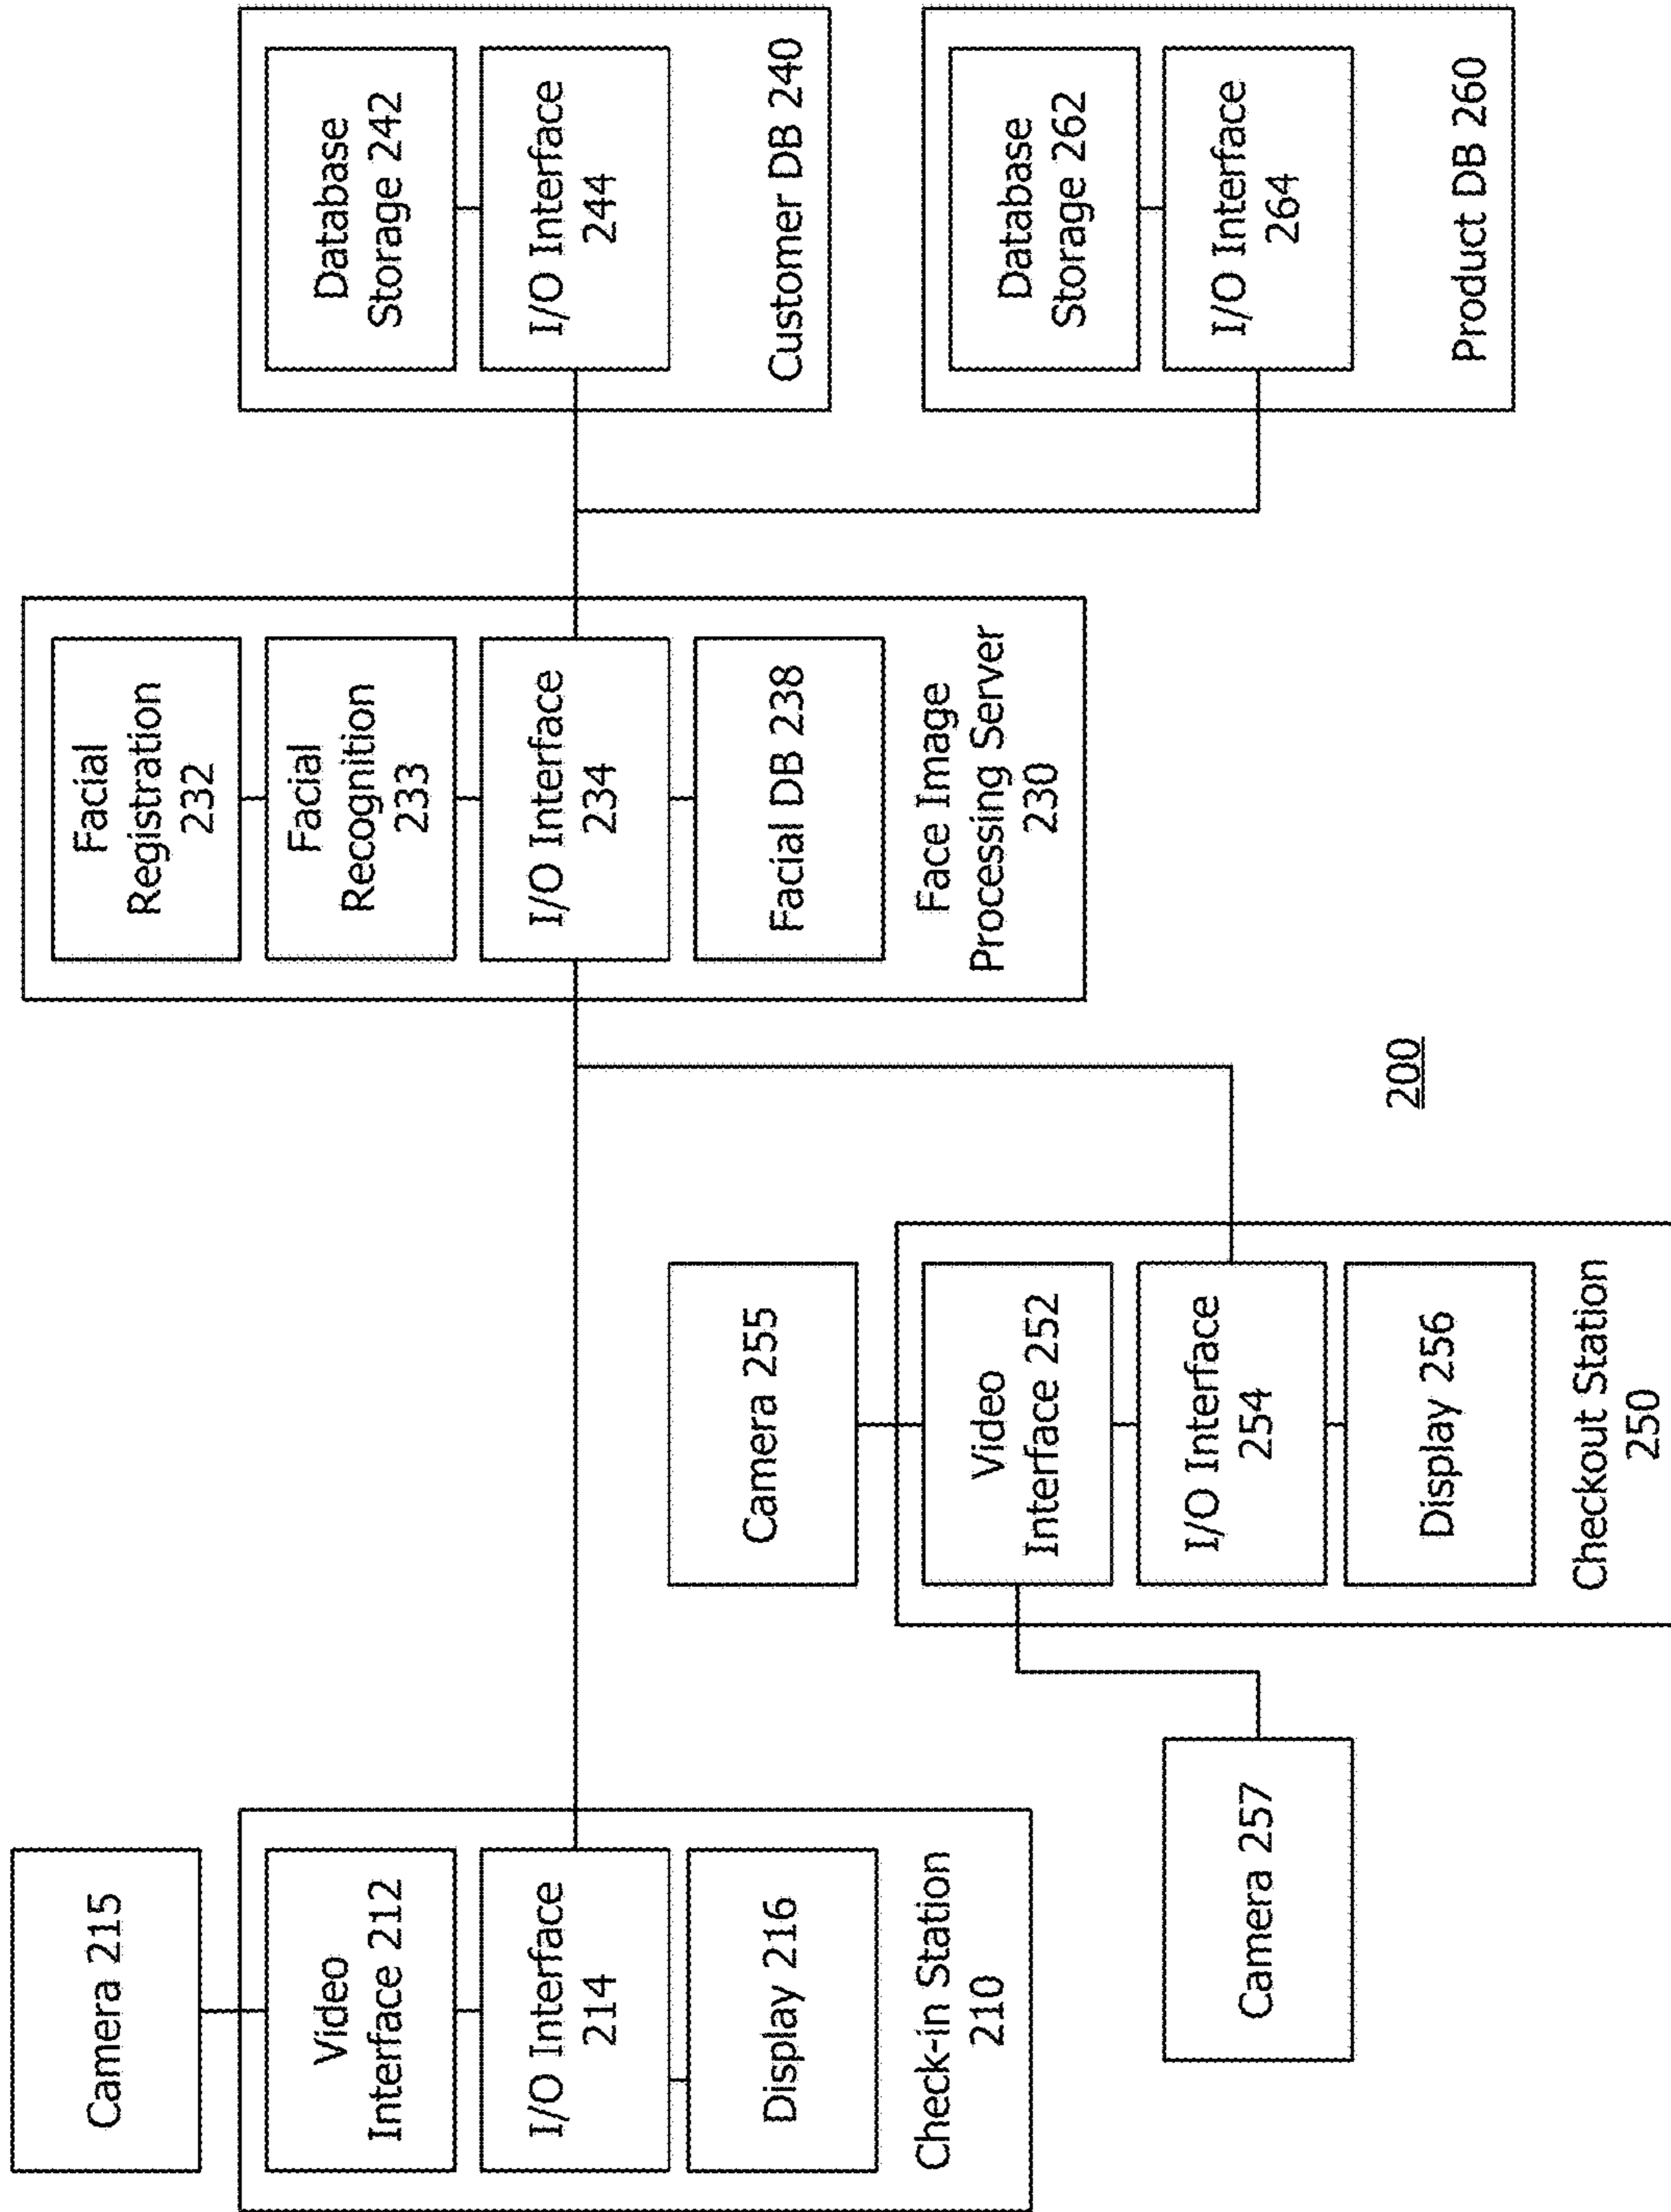 Camera 215
Video
Interface 212
I/O Interface
214
Display 216
Check-in Station
210
Camera 257
Camera 255
Video
Interface 252
I/O Interface
254
Display 256
Checkout Station
250
200
Facial
Registration
232
Facial
Recognition
233
I/O Interface
234
Facial DB 238
Face Image
Processing Server
230
Database
Storage 242
I/O Interface
244
Customer DB 240
Database
Storage 262
I/O Interface
264
Product DB 260